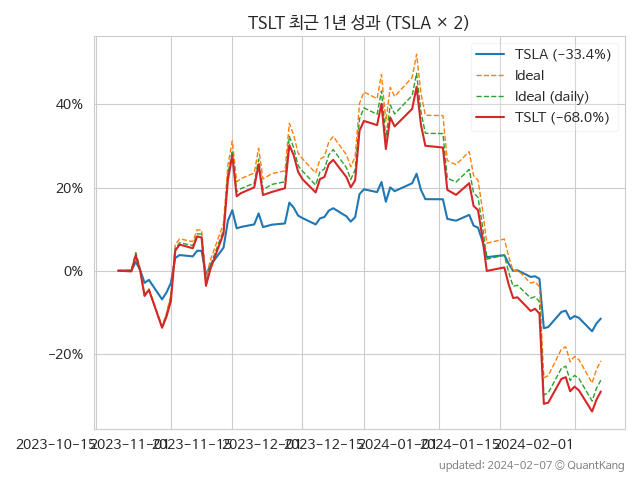 TSLT 최근 1년 성과 (TSLA × 2)
TSLA (−33.4%)
Ideal
Ideal (daily)
TSLT (−68.0%)
40%
20%
0%
−20%
2023-10-15
2023-11-01
2023-11-15
2023-12-01
2023-12-15
2024-01-01
2024-01-15
2024-02-01
updated: 2024-02-07 © QuantKang